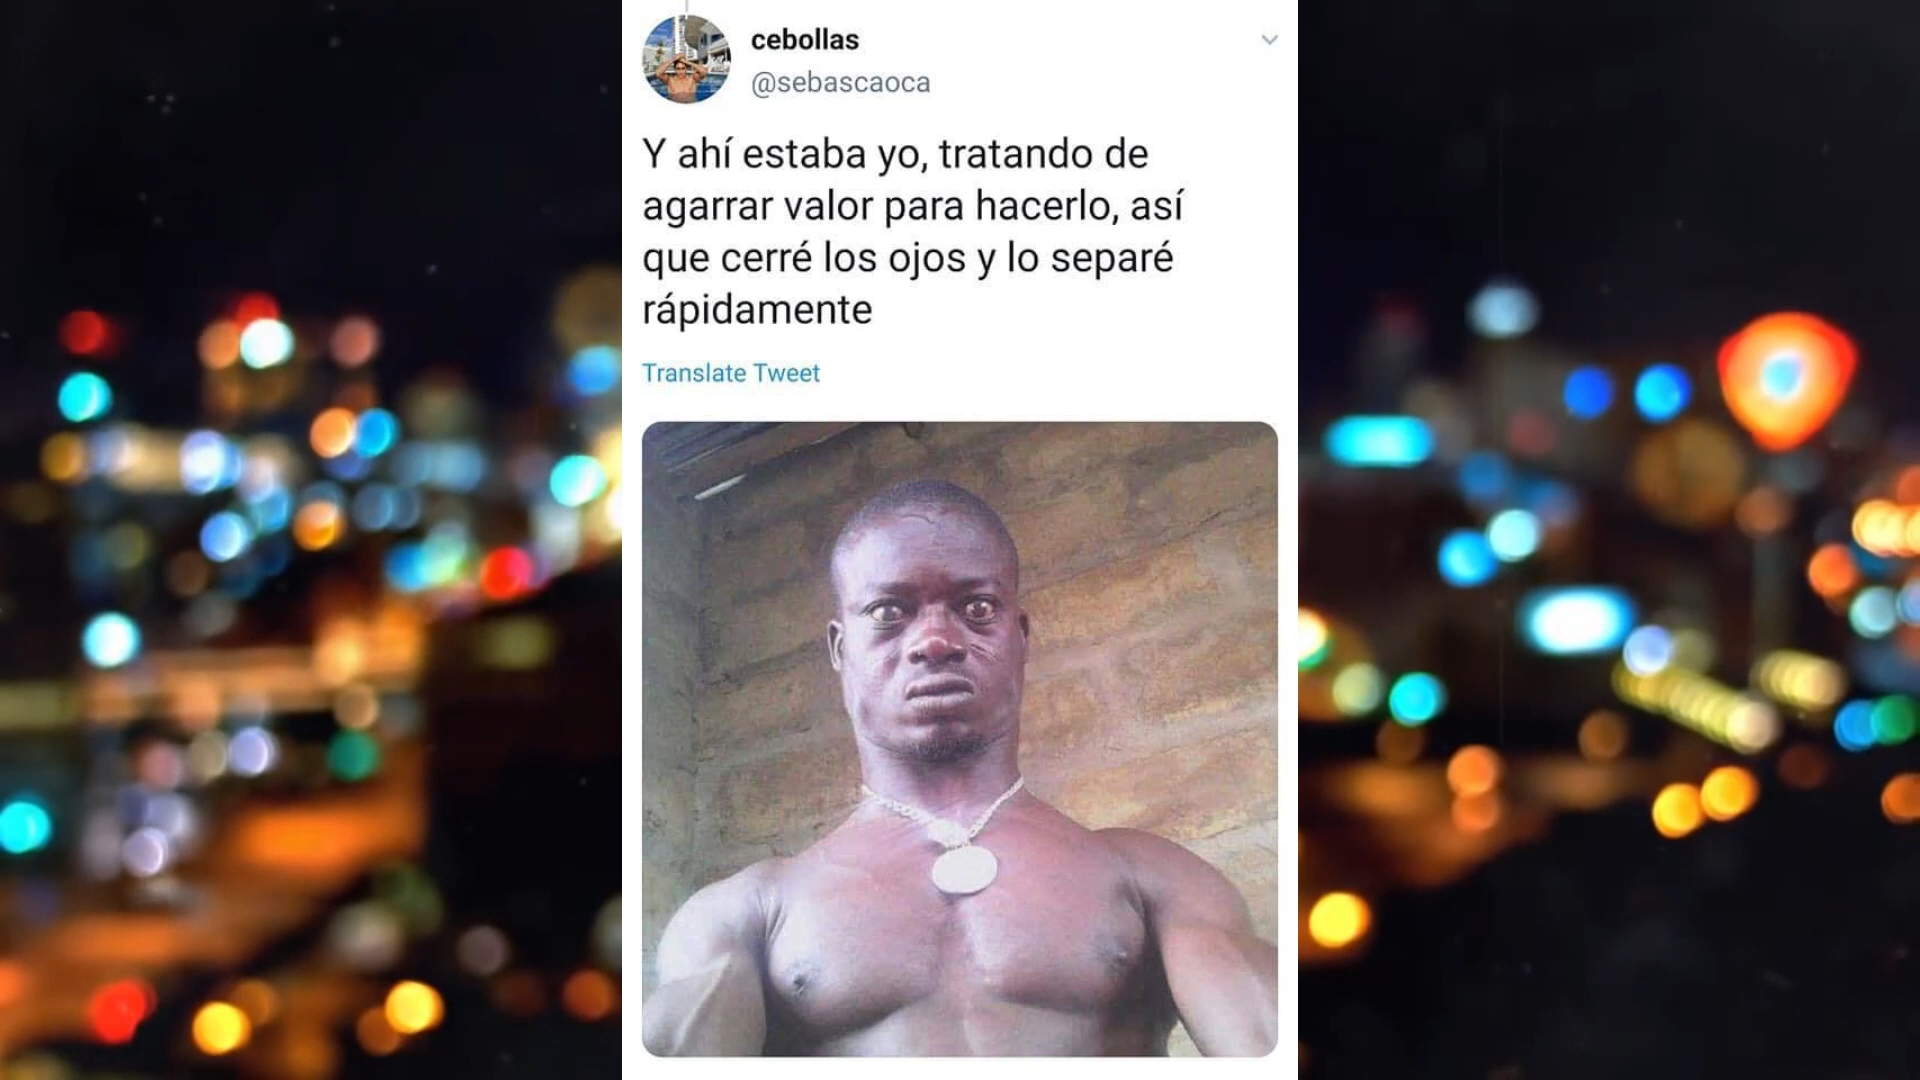 cebollas
@sebascaoca
Y ahí estaba yo, tratando de
agarrar valor para hacerlo, así
que cerré los ojos y lo separé
rápidamente
Translate Tweet